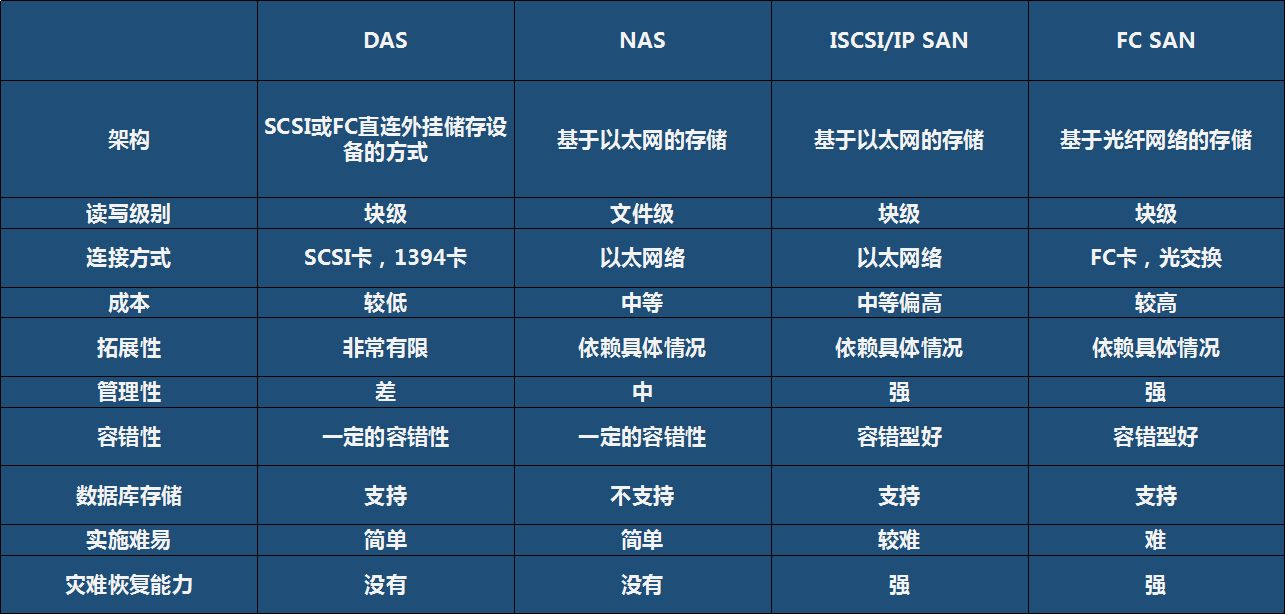 DAS NAS ISCSI/IP SAN FC SAN
架构 SCSI或FC直连外挂储存设备的方式 基于以太网的存储 基于以太网的存储 基于光纤网络的存储
读写级别 块级 文件级 块级 块级
连接方式 SCSI卡，1394卡 以太网络 以太网络 FC卡，光交换
成本 较低 中等 中等偏高 较高
拓展性 非常有限 依赖具体情况 依赖具体情况 依赖具体情况
管理性 差 中 强 强
容错性 一定的容错性 一定的容错性 容错型好 容错型好
数据库存储 支持 不支持 支持 支持
实施难易 简单 简单 较难 难
灾难恢复能力 没有 没有 强 强